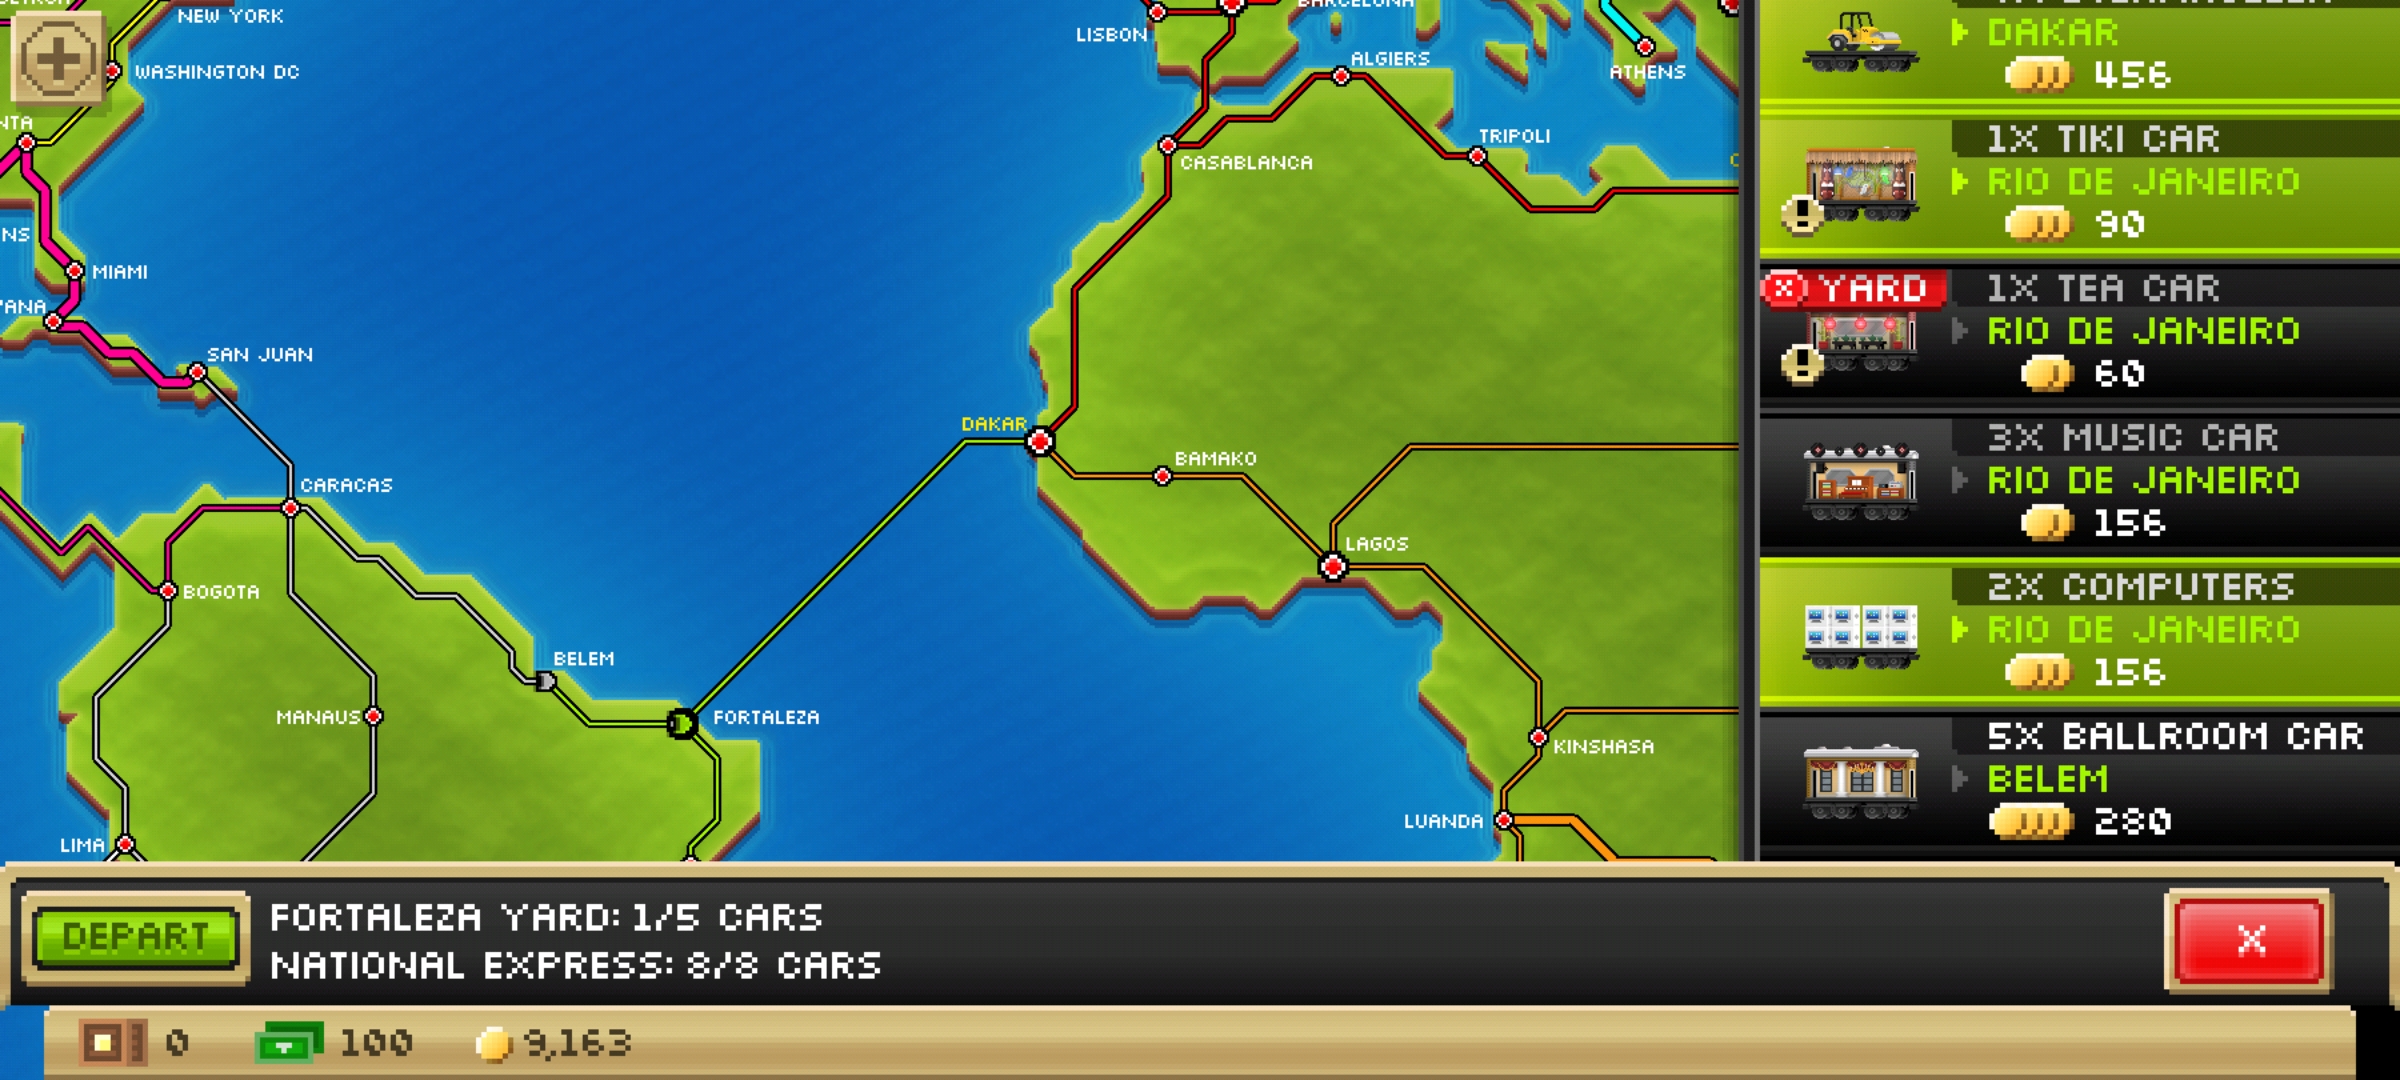 NEW YORK
WASHINGTON DC
NTA
NS
MIAMI
ANA
SAN JUAN
CARACAS
BOGOTA
BELEM
MANAUS
FORTALEZA
LIMA
LISBON
BARCELONA
ALGIERS
ATHENS
TRIPOLI
CASABLANCA
DAKAR
BAMAKO
LAGOS
KINSHASA
LUANDA
DAKAR
456
1X TIKI CAR
RIO DE JANEIRO
90
X YARD
1X TEA CAR
RIO DE JANEIRO
60
3X MUSIC CAR
RIO DE JANEIRO
156
2X COMPUTERS
RIO DE JANEIRO
156
5X BALLROOM CAR
BELEM
280
DEPART
FORTALEZA YARD: 1/5 CARS
NATIONAL EXPRESS: 8/8 CARS
X
0
100
9,163